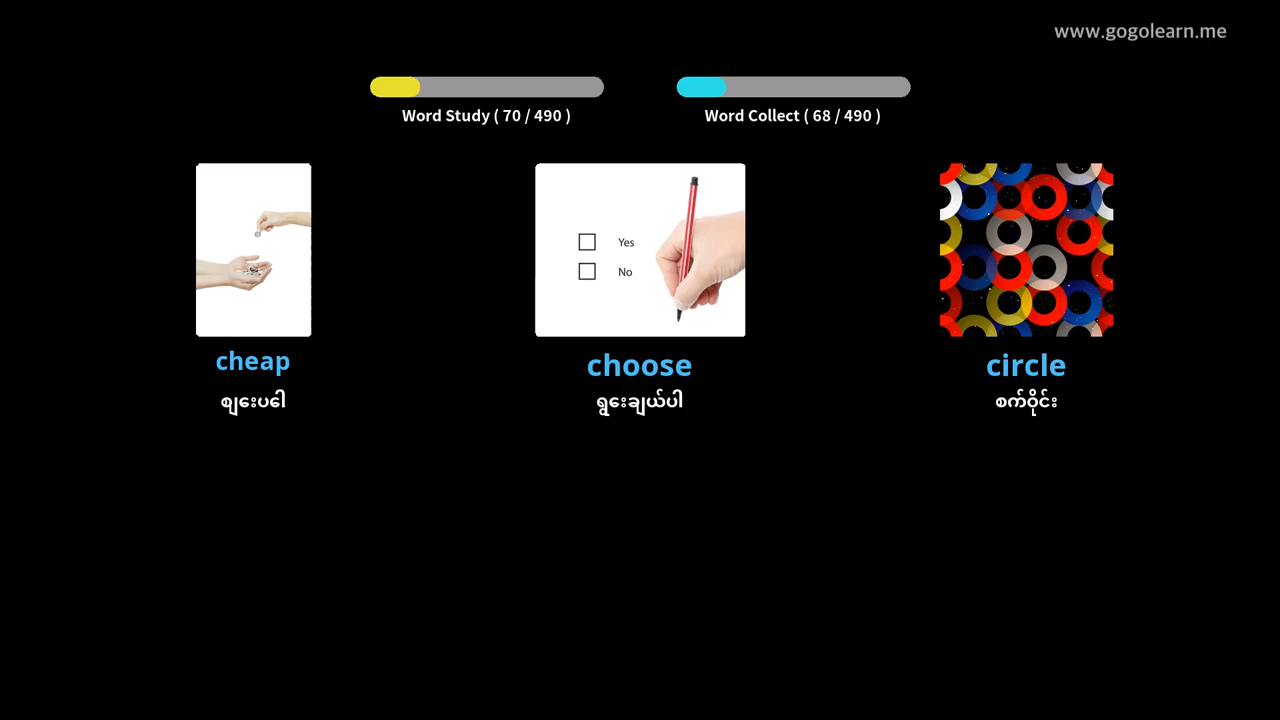 www.gogolearn.me
Word Study ( 70 / 490 )
Word Collect ( 68 / 490 )
Yes
No
cheap
choose
circle
စျေးပေါ
ရွေးချယ်ပါ
စက်ဝိုင်း